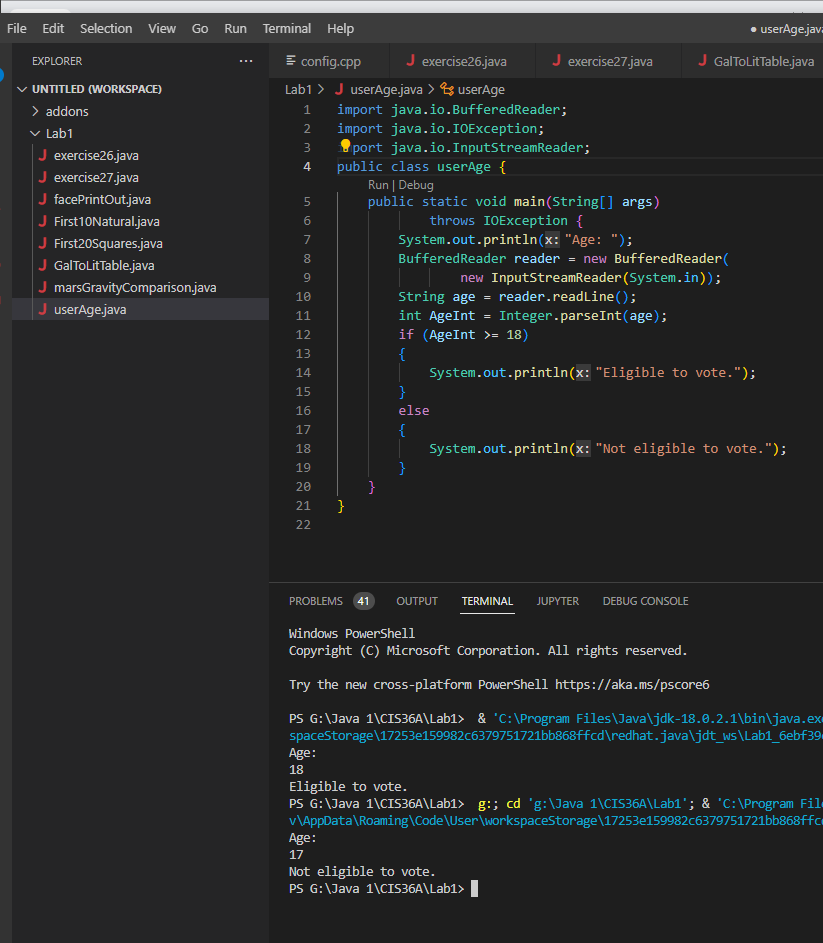 File Edit Selection View Go Run Terminal Help ● userAge.java
EXPLORER ...
UNTITLED (WORKSPACE)
addons
Lab1
J exercise26.java
J exercise27.java
J facePrintOut.java
J First10Natural.java
J First20Squares.java
J GalToLitTable.java
J marsGravityComparison.java
J userAge.java
config.cpp J exercise26.java J exercise27.java J GalToLitTable.java
Lab1 > J userAge.java > userAge
1 import java.io.BufferedReader;
2 import java.io.IOException;
3 port java.io.InputStreamReader;
4 public class userAge {
Run | Debug
5 public static void main(String[] args)
6 throws IOException {
7 System.out.println(x: "Age: ");
8 BufferedReader reader = new BufferedReader(
9 new InputStreamReader(System.in));
10 String age = reader.readLine();
11 int AgeInt = Integer.parseInt(age);
12 if (AgeInt >= 18)
13 {
14 System.out.println(x: "Eligible to vote.");
15 }
16 else
17 {
18 System.out.println(x: "Not eligible to vote.");
19 }
20 }
21 }
22
PROBLEMS 41 OUTPUT TERMINAL JUPYTER DEBUG CONSOLE
Windows PowerShell
Copyright (C) Microsoft Corporation. All rights reserved.
Try the new cross-platform PowerShell https://aka.ms/pscore6
PS G:\Java 1\CIS36A\Lab1> & 'C:\Program Files\Java\jdk-18.0.2.1\bin\java.exe
spaceStorage\17253e159982c6379751721bb868ffcd\redhat.java\jdt_ws\Lab1_6ebf39
Age:
18
Eligible to vote.
PS G:\Java 1\CIS36A\Lab1> g:; cd 'g:\Java 1\CIS36A\Lab1'; & 'C:\Program Fil
v\AppData\Roaming\Code\User\workspaceStorage\17253e159982c6379751721bb868ffc
Age:
17
Not eligible to vote.
PS G:\Java 1\CIS36A\Lab1>